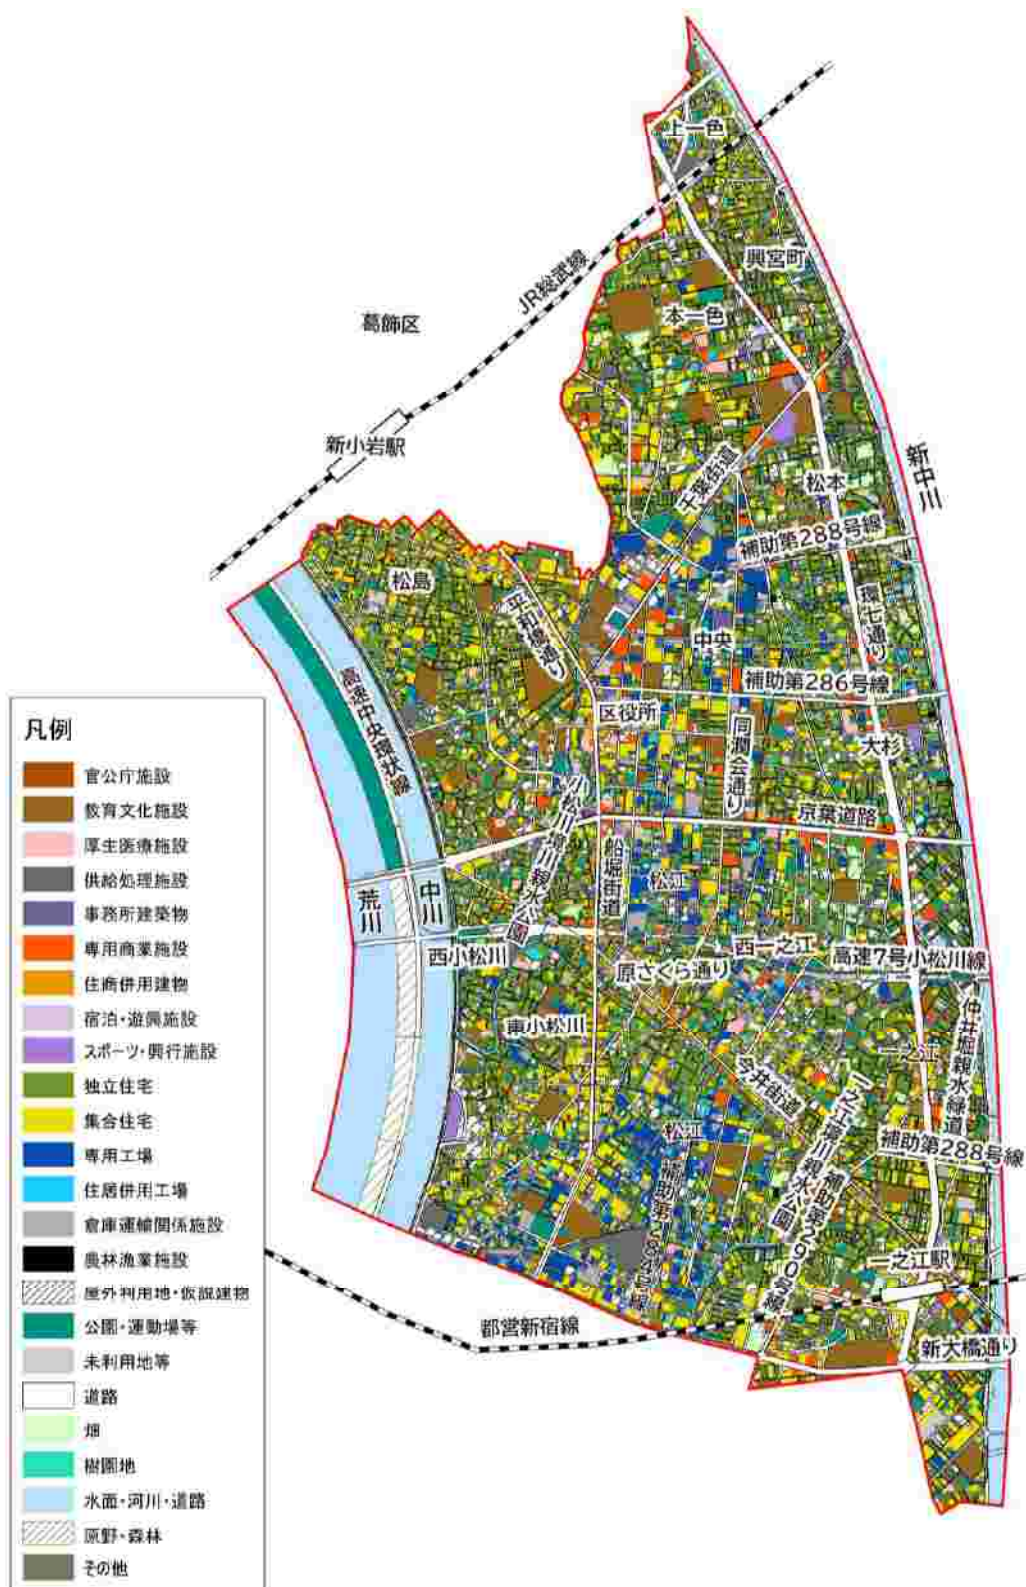 上一色
JR総武線
興宮町
葛飾区
本一色
新小岩駅
千葉街道
松本
新中川
補助第288号線
松島
平和橋通り
中央
環七通り
高速中央環状線
補助第286号線
区役所
同潤会通り
大杉
小松川境川親水公園
京葉道路
船堀街道
松江
荒川
中川
西小松川
西一之江
原さくら通り
高速7号小松川線
東小松川
一之江
仲井堀親水緑道
今井街道
一之江境川親水公園
松江
補助第288号線
補助第290号線
一之江駅
都営新宿線
新大橋通り
凡例
官公庁施設
教育文化施設
厚生医療施設
供給処理施設
事務所建築物
専用商業施設
住商併用建物
宿泊・遊興施設
スポーツ・興行施設
独立住宅
集合住宅
専用工場
住居併用工場
倉庫運輸関係施設
農林漁業施設
屋外利用地・仮設建物
公園・運動場等
未利用地等
道路
畑
樹園地
水面・河川・道路
原野・森林
その他